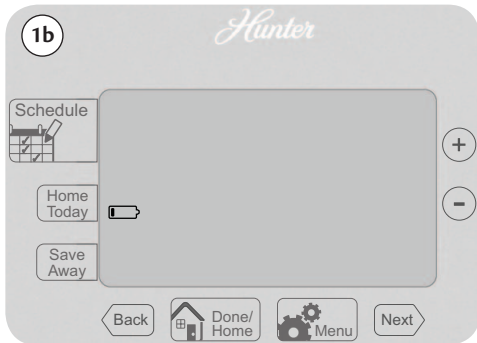 1b
Hunter
Schedule
+
Home
Today
-
Save
Away
Back
Done/
Home
Menu
Next